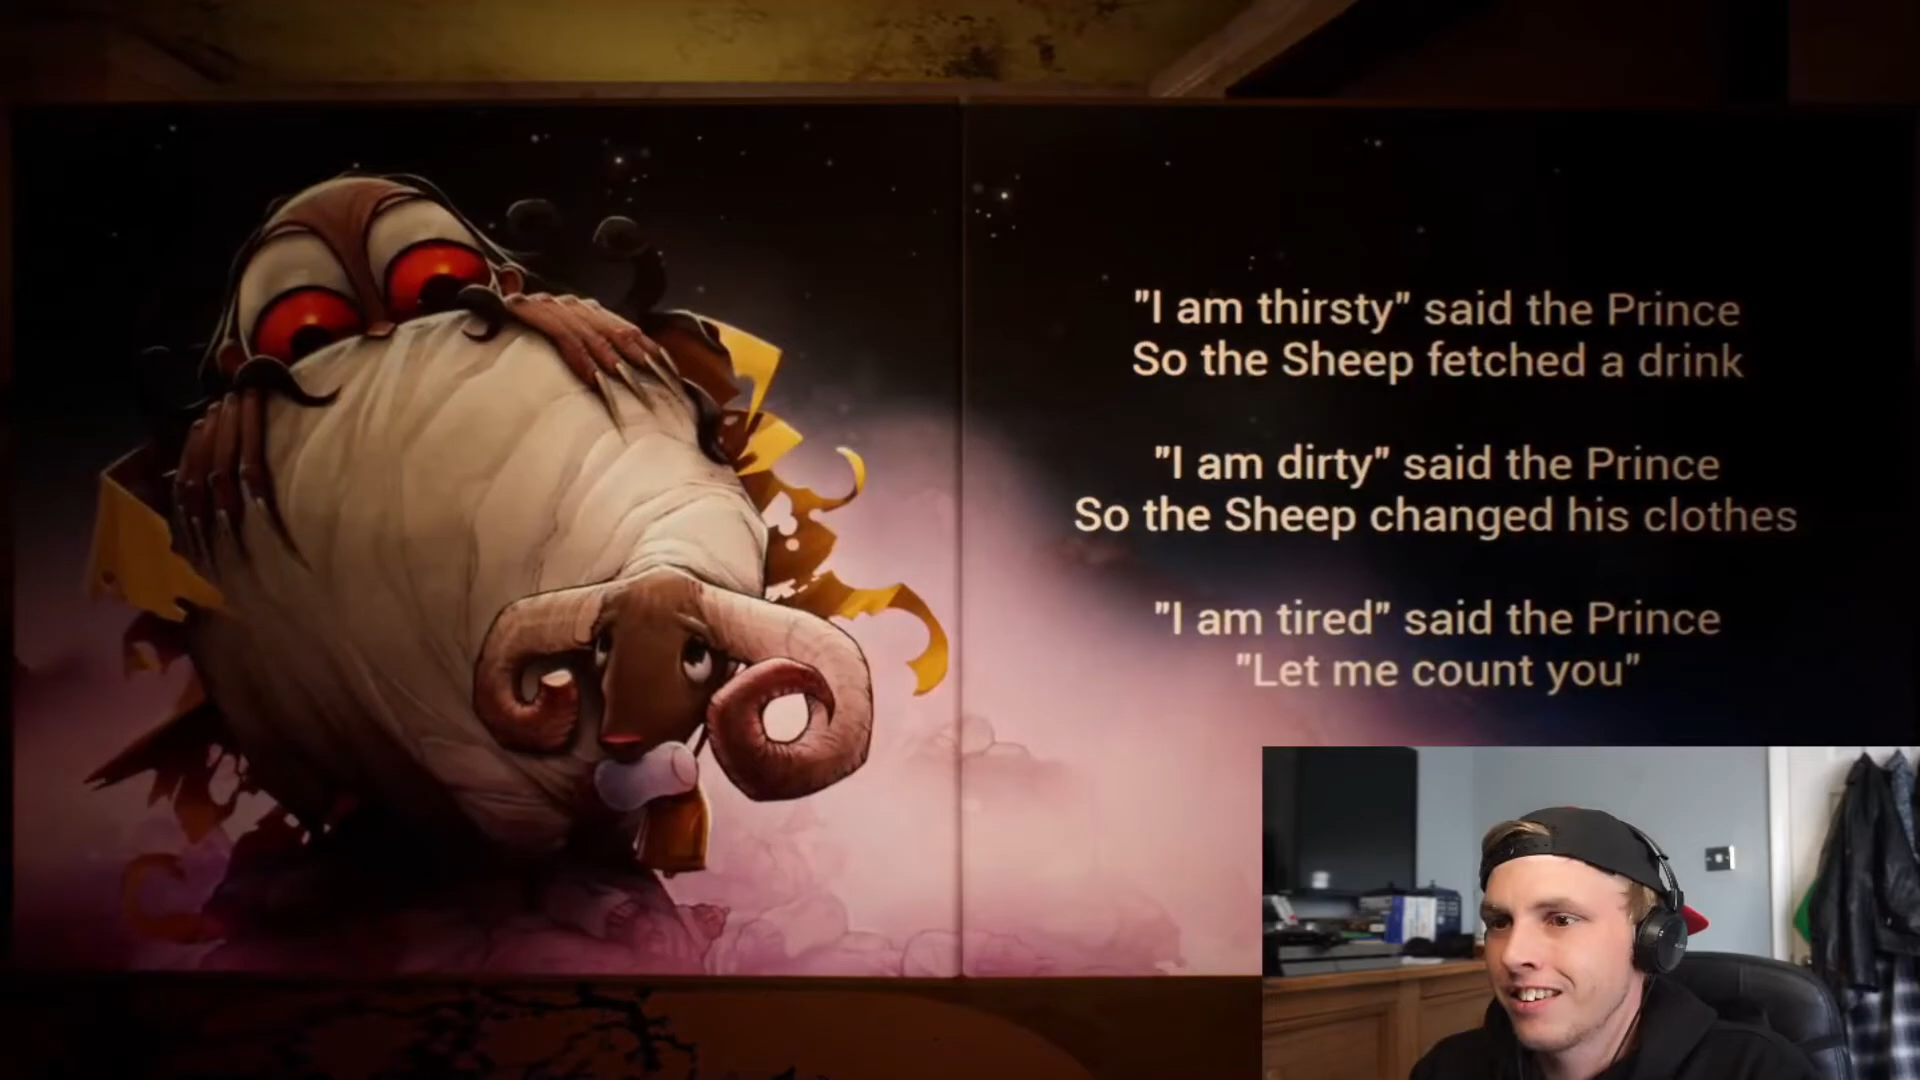 "I am thirsty" said the Prince
So the Sheep fetched a drink
"I am dirty" said the Prince
So the Sheep changed his clothes
"I am tired" said the Prince
"Let me count you"